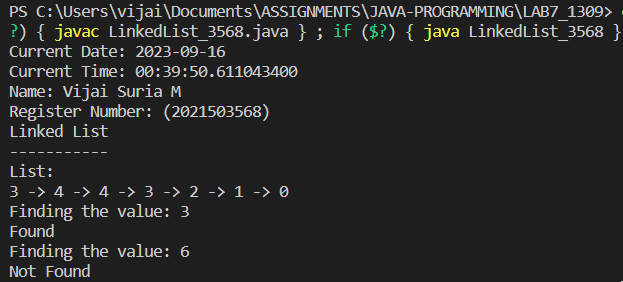 PS C:\Users\vijai\Documents\ASSIGNMENTS\JAVA-PROGRAMMING\LAB7_1309>
?) { javac LinkedList_3568.java } ; if ($?) { java LinkedList_3568 }
Current Date: 2023-09-16
Current Time: 00:39:50.611043400
Name: Vijai Suria M
Register Number: (2021503568)
Linked List
-----------
List:
3 -> 4 -> 4 -> 3 -> 2 -> 1 -> 0
Finding the value: 3
Found
Finding the value: 6
Not Found